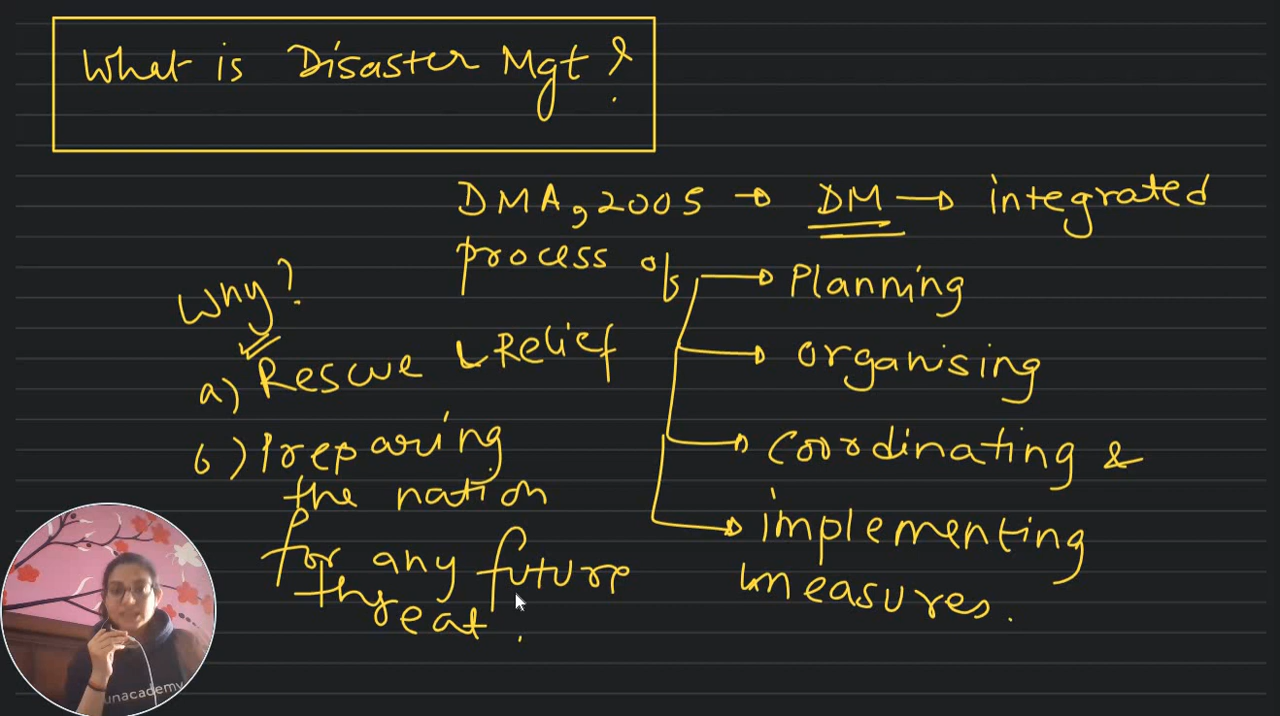 What is Disaster Mgt?
DMA, 2005 → DM → integrated
process of
→ Planning
→ organising
→ coordinating &
→ implementing
measures.
Why?
a) Rescue & Relief
b) Preparing
the nation
for any future
threat.
unacademy